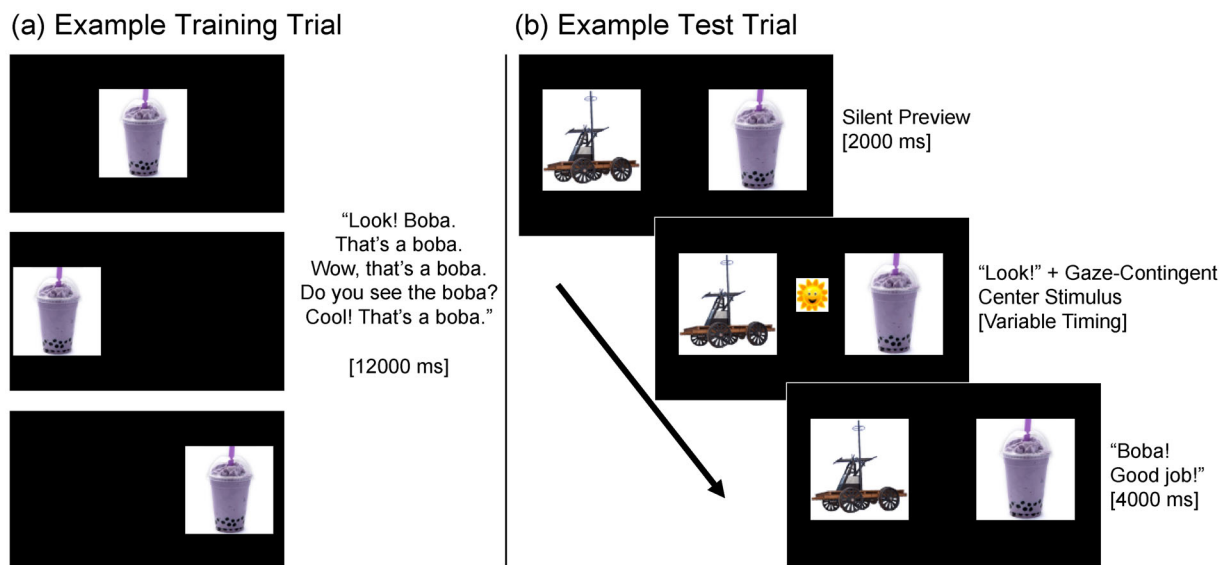 (a) Example Training Trial
“Look! Boba.
That’s a boba.
Wow, that’s a boba.
Do you see the boba?
Cool! That’s a boba.”
[12000 ms]
(b) Example Test Trial
Silent Preview
[2000 ms]
“Look!” + Gaze-Contingent
Center Stimulus
[Variable Timing]
“Boba!
Good job!”
[4000 ms]